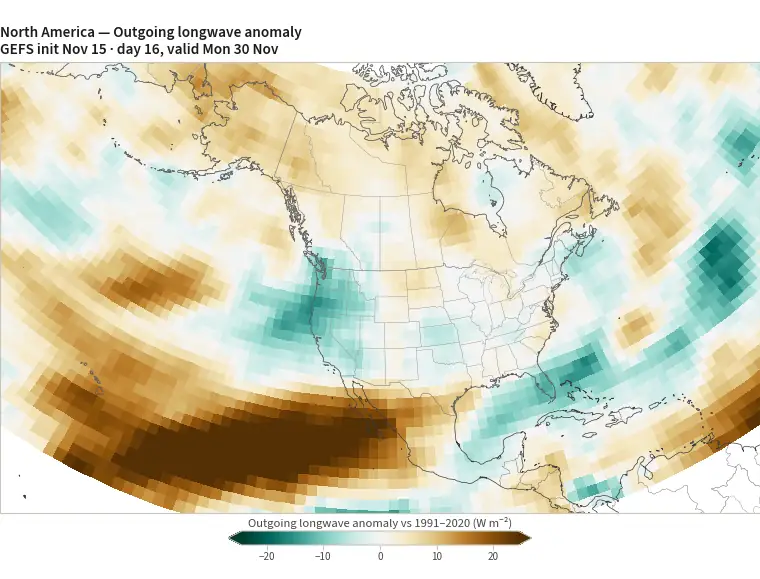 North America — Outgoing longwave anomaly
GEFS init Nov 15 · day 16, valid Mon 30 Nov
Outgoing longwave anomaly vs 1991–2020 (W m⁻²)
−20 −10 0 10 20